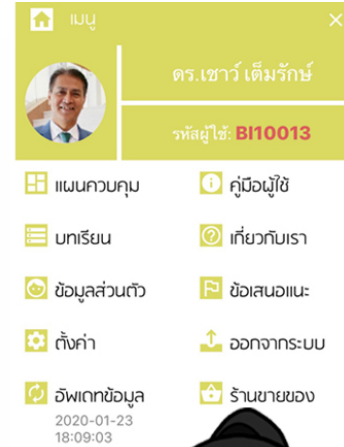 เมนู
ดร.เชาว์ เต็มรักษ์
รหัสผู้ใช้: BI10013
แผนควบคุม
คู่มือผู้ใช้
บทเรียน
เกี่ยวกับเรา
ข้อมูลส่วนตัว
ข้อเสนอแนะ
ตั้งค่า
ออกจากระบบ
อัพเดทข้อมูล
2020-01-23
18:09:03
ร้านขายของ